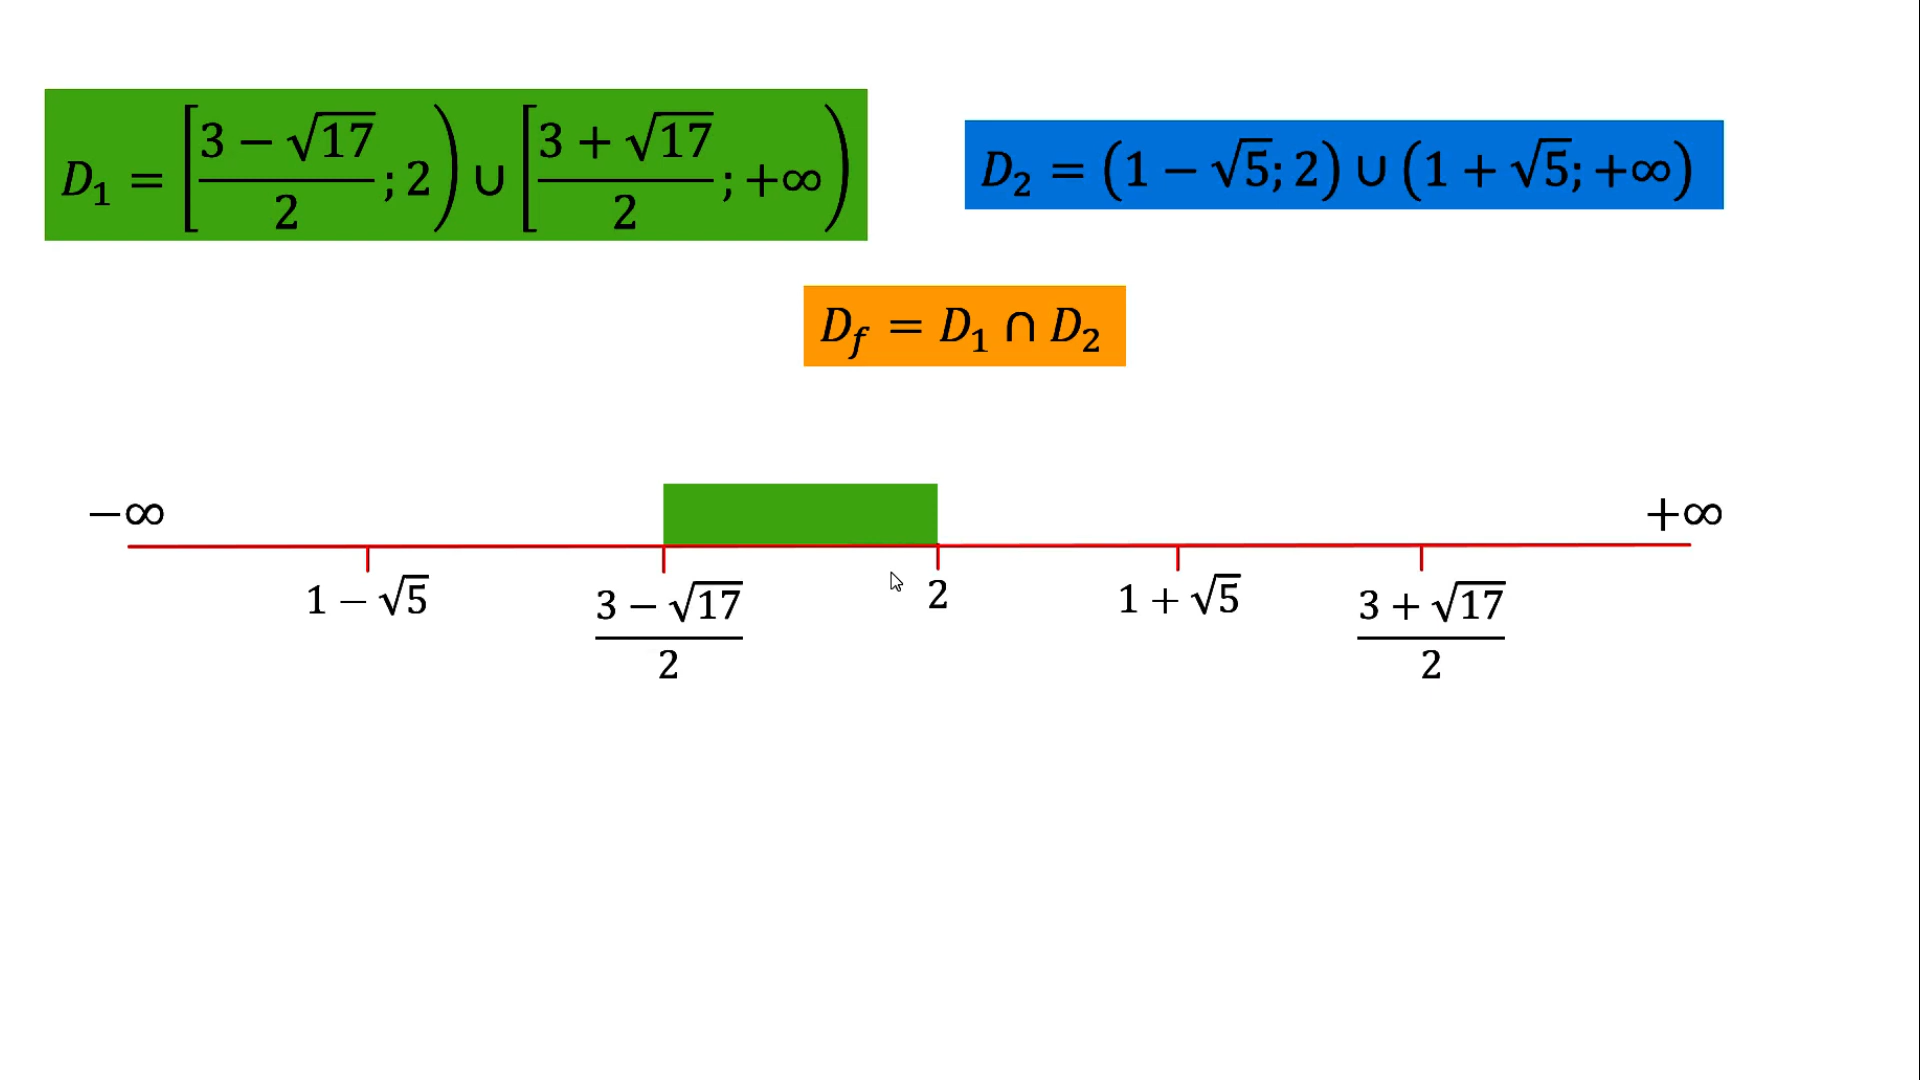 D₁ = [(3 − √17)/2 ; 2) ∪ [(3 + √17)/2 ; +∞)
D₂ = (1 − √5; 2) ∪ (1 + √5; +∞)
D_f = D₁ ∩ D₂
−∞ +∞
1 − √5 (3 − √17)/2 2 1 + √5 (3 + √17)/2